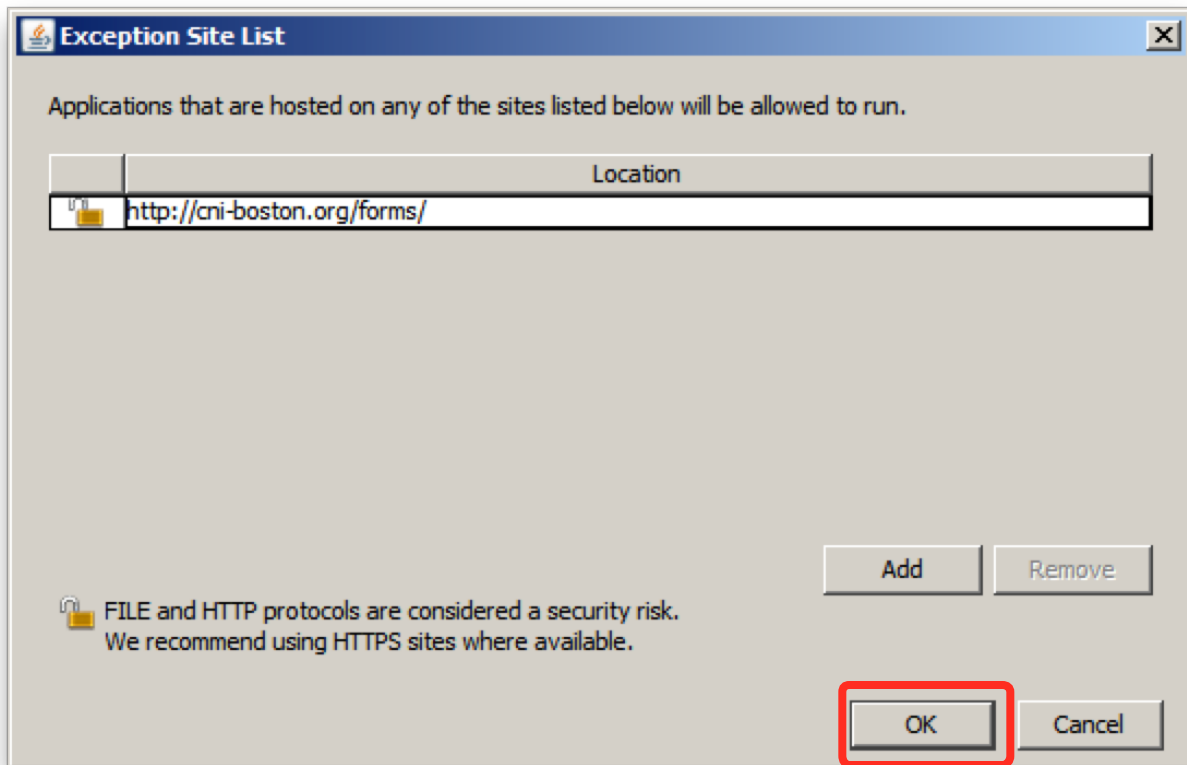 Exception Site List
Applications that are hosted on any of the sites listed below will be allowed to run.
Location
http://cni-boston.org/forms/
Add
Remove
FILE and HTTP protocols are considered a security risk.
We recommend using HTTPS sites where available.
OK
Cancel